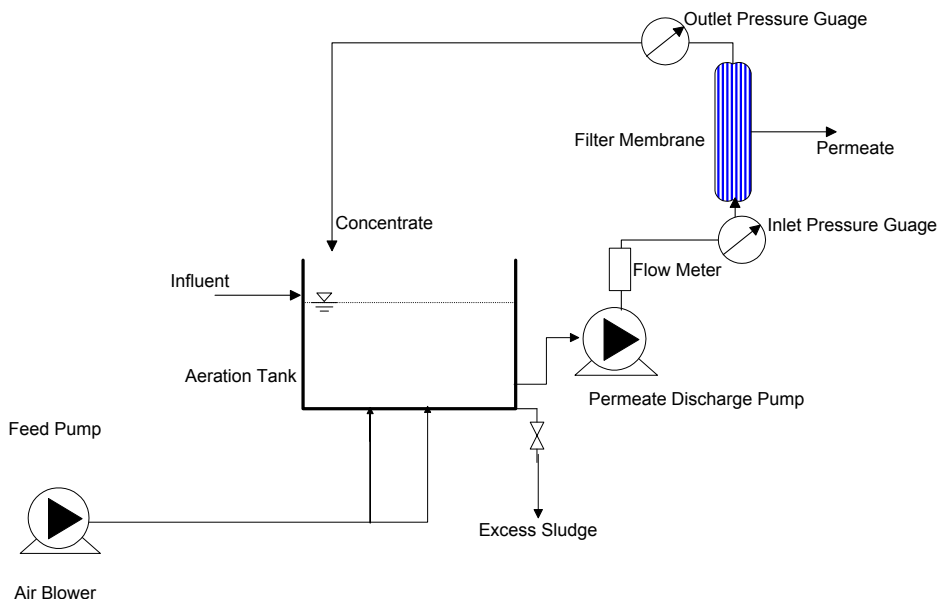 Outlet Pressure Guage
Filter Membrane
Permeate
Concentrate
Inlet Pressure Guage
Flow Meter
Influent
Aeration Tank
Permeate Discharge Pump
Feed Pump
Excess Sludge
Air Blower